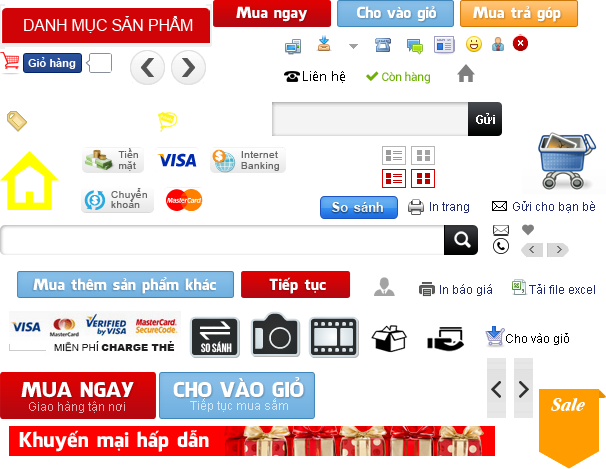 DANH MỤC SẢN PHẨM
Mua ngay
Cho vào giỏ
Mua trả góp
Giỏ hàng
Liên hệ
Còn hàng
Gửi
Tiền mặt
VISA
Internet Banking
Chuyển khoản
MasterCard
So sánh
In trang
Gửi cho bạn bè
Mua thêm sản phẩm khác
Tiếp tục
In báo giá
Tải file excel
VISA
MasterCard
VERIFIED by VISA
MasterCard. SecureCode.
MIỄN PHÍ CHARGE THẺ
SO SÁNH
Cho vào giỏ
MUA NGAY
Giao hàng tận nơi
CHO VÀO GIỎ
Tiếp tục mua sắm
Sale
Khuyến mại hấp dẫn